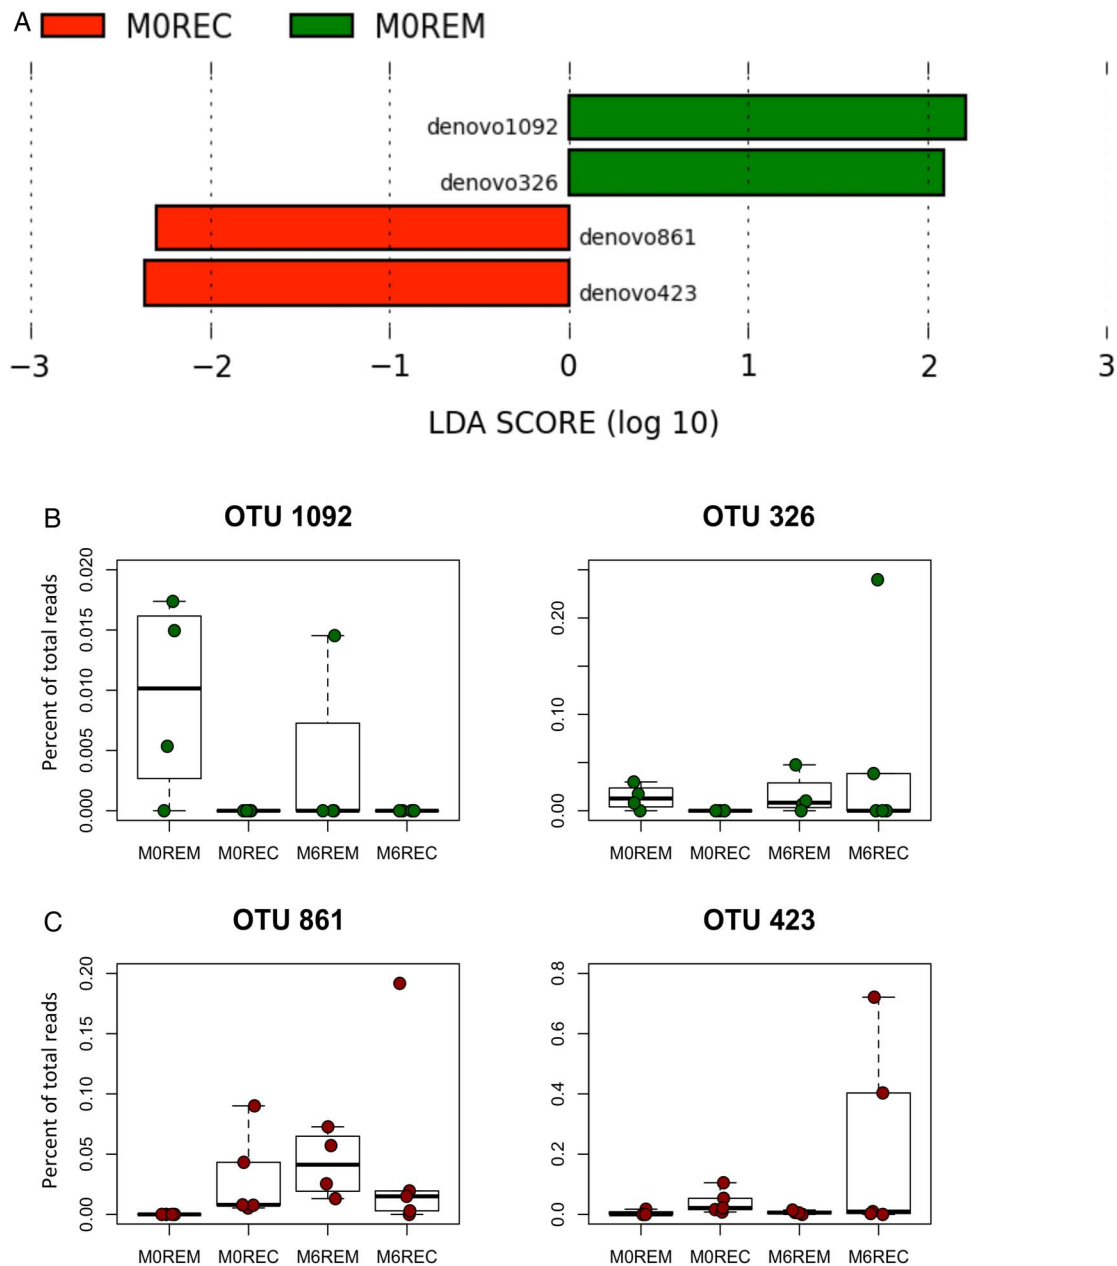 A M0REC M0REM
denovo1092
denovo326
denovo861
denovo423
−3 −2 −1 0 1 2 3
LDA SCORE (log 10)
B OTU 1092 OTU 326
Percent of total reads
0.020
0.015
0.010
0.005
0.000
M0REM M0REC M6REM M6REC
0.20
0.10
0.00
M0REM M0REC M6REM M6REC
C OTU 861 OTU 423
Percent of total reads
0.20
0.15
0.10
0.05
0.00
M0REM M0REC M6REM M6REC
0.8
0.6
0.4
0.2
0.0
M0REM M0REC M6REM M6REC